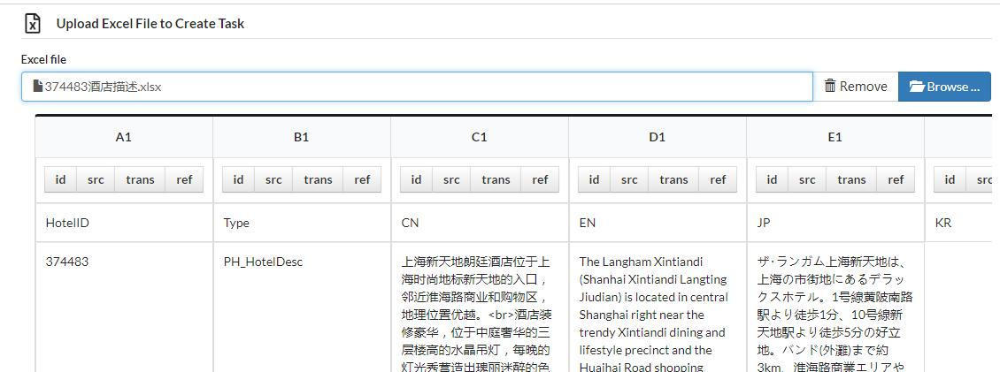 Upload Excel File to Create Task
Excel file
374483酒店描述.xlsx
Remove
Browse ...
A1 B1 C1 D1 E1
id src trans ref id src trans ref id src trans ref id src trans ref id src trans ref id
HotelID Type CN EN JP KR
374483
PH_HotelDesc
上海新天地朗廷酒店位于上
海时尚地标新天地的入口，
邻近淮海路商业和购物区，
地理位置优越。<br>酒店装
修豪华，位于中庭奢华的三
层楼高的水晶吊灯，每晚的
灯光秀营造出瑰丽迷醉的色
The Langham Xintiandi
(Shanhai Xintiandi Langting
Jiudian) is located in central
Shanghai right near the
trendy Xintiandi dining and
lifestyle precinct and the
Huaihai Road shopping
ザ·ランガム上海新天地は、
上海の市街地にあるデラッ
クスホテル。1号線黄陂南路
駅より徒歩1分、10号線新
天地駅より徒歩5分の好立
地。バンド(外灘)まで約
3km、淮海路商業エリアや